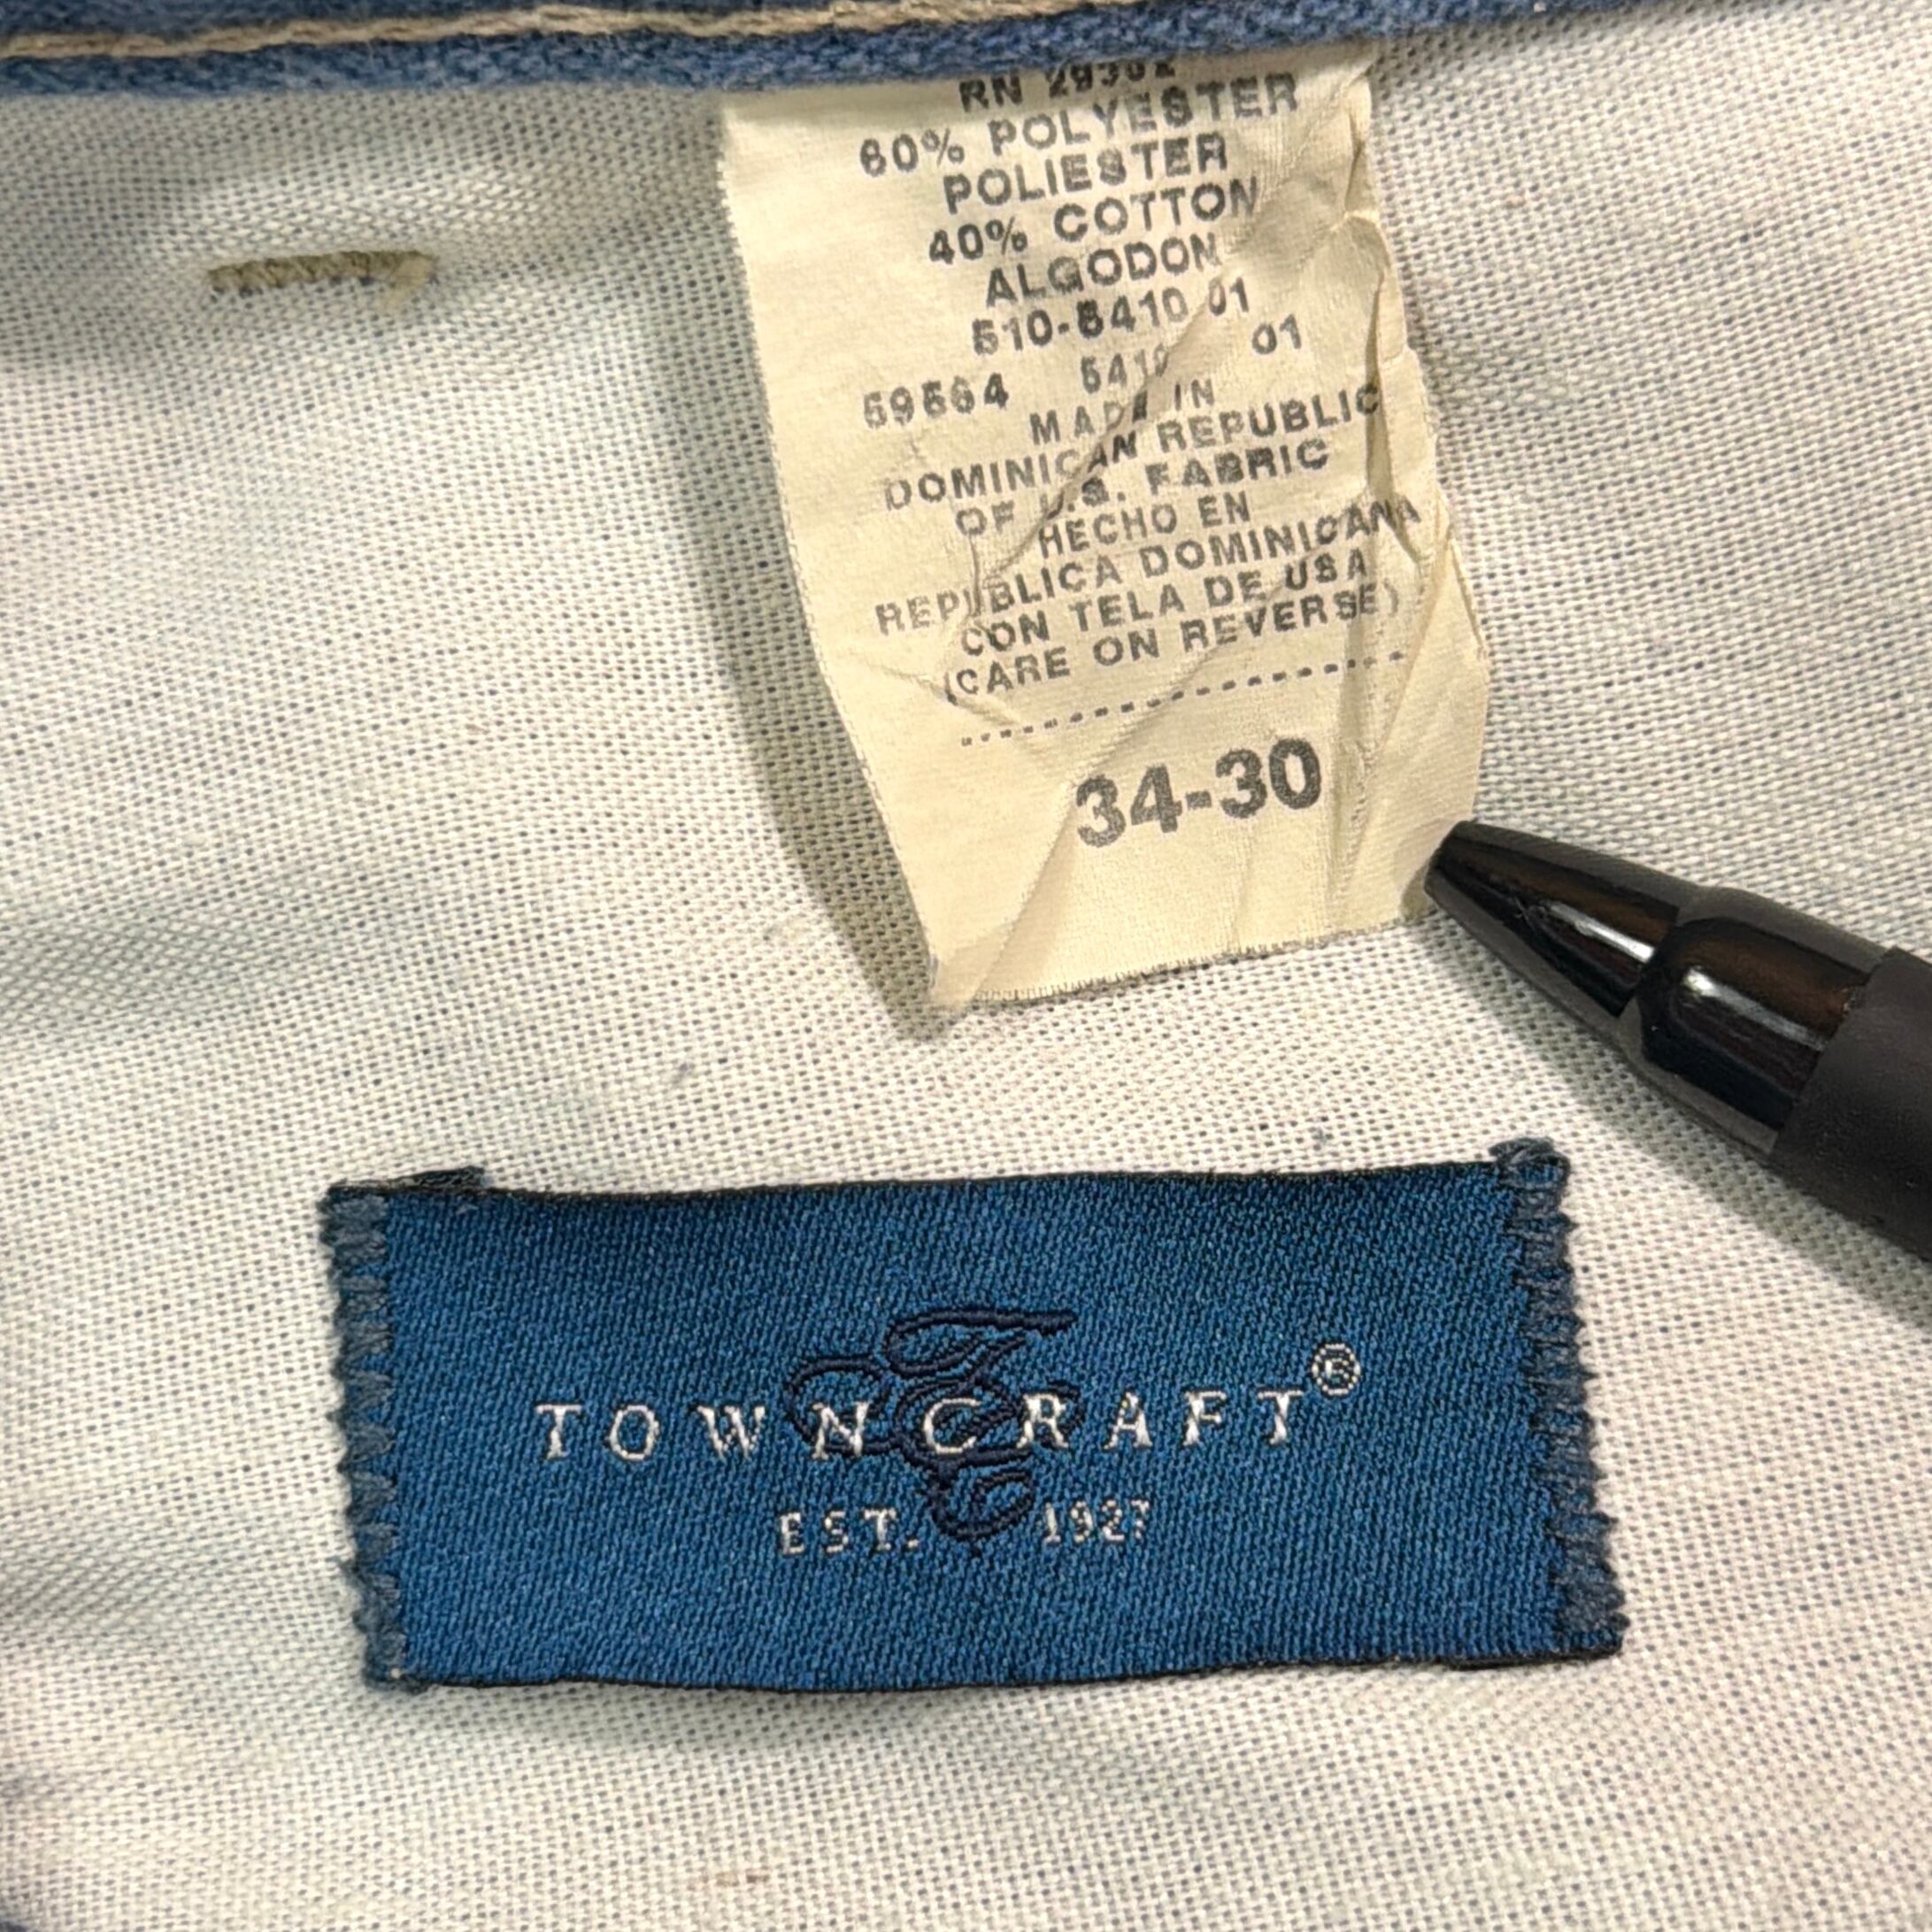 RN 29302
60% POLYESTER
POLIESTER
40% COTTON
ALGODON
510-5410 01
59564 5410 01
MADE IN
DOMINICAN REPUBLIC
OF U.S. FABRIC
HECHO EN
REPUBLICA DOMINICANA
CON TELA DE USA
(CARE ON REVERSE)
34-30
TOWNCRAFT®
EST. 1927